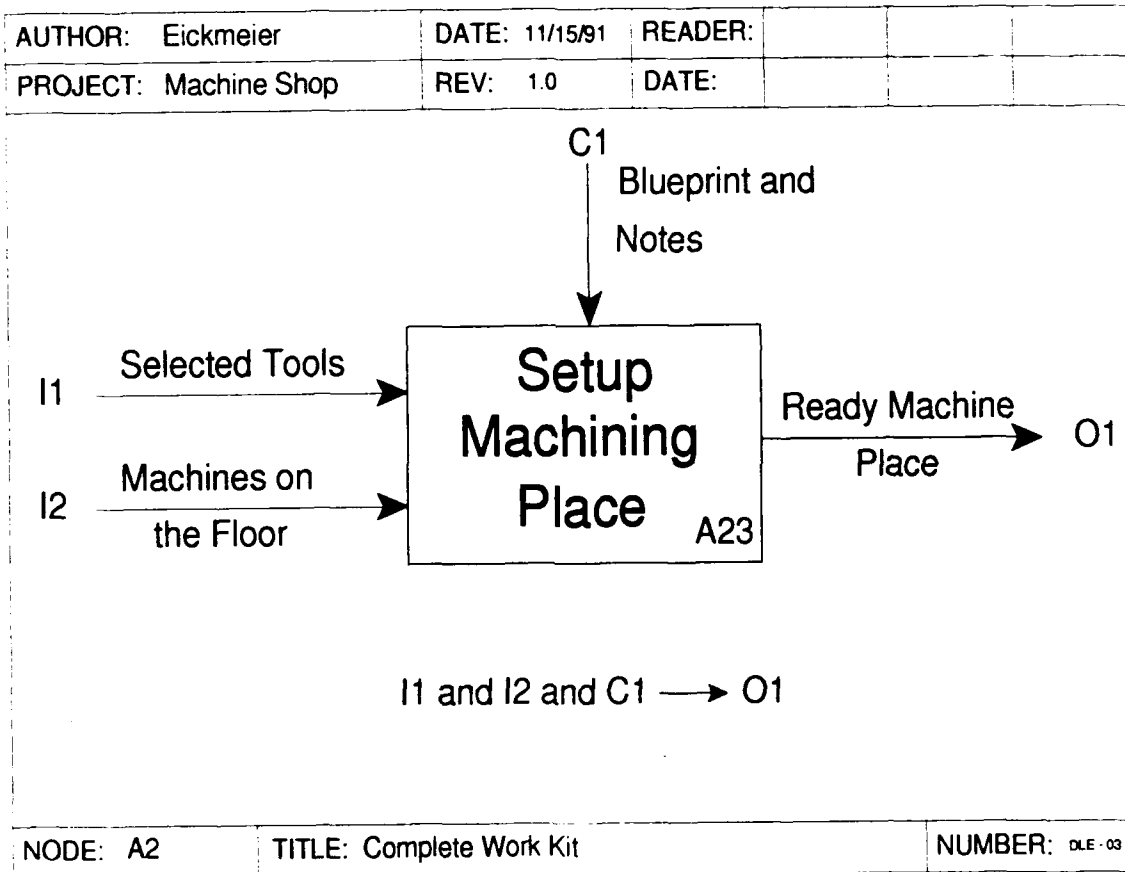 AUTHOR: Eickmeier DATE: 11/15/91 READER:
PROJECT: Machine Shop REV: 1.0 DATE:
C1
Blueprint and
Notes
I1 Selected Tools
I2 Machines on
the Floor
Setup
Machining
Place
A23
Ready Machine
Place
O1
I1 and I2 and C1 → O1
NODE: A2 TITLE: Complete Work Kit NUMBER: DLE-03